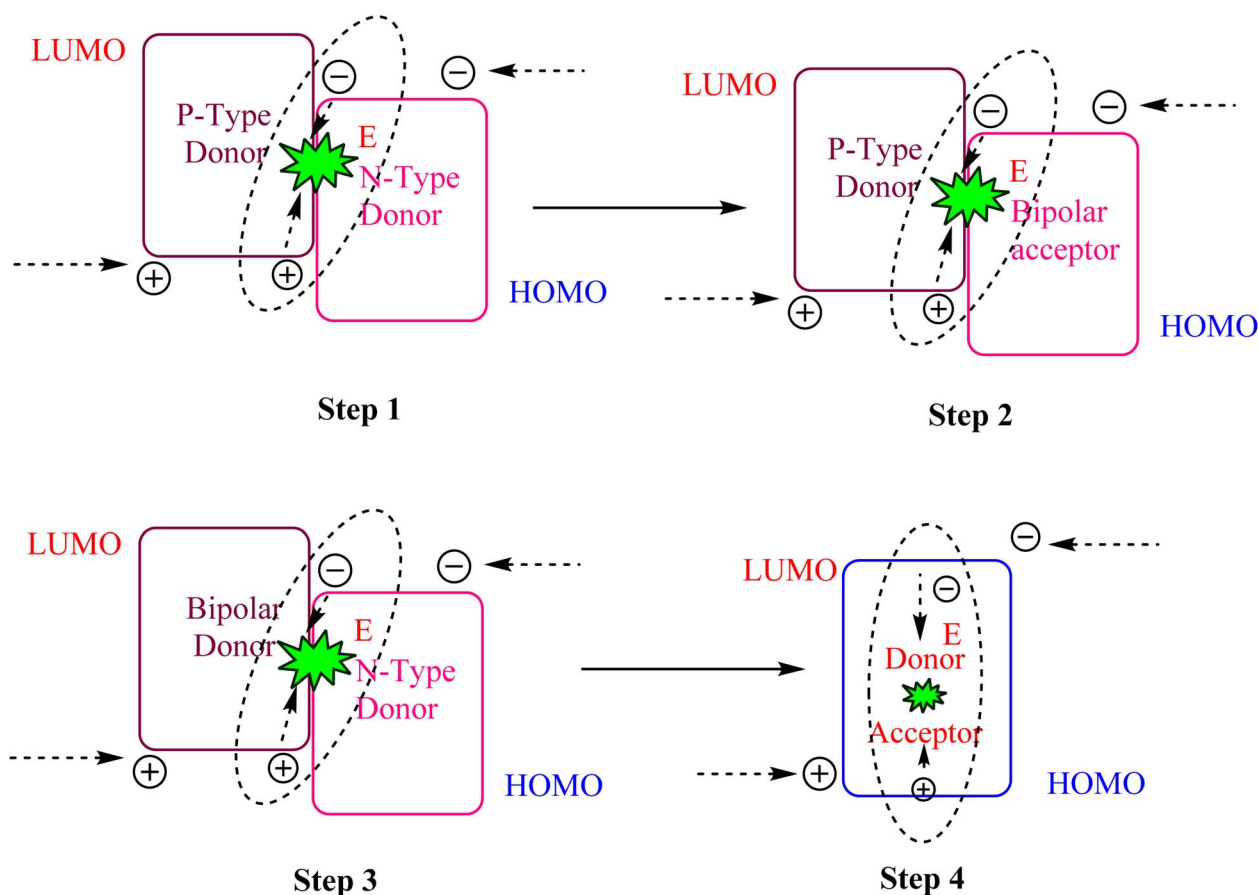 LUMO
P-Type
Donor
E
N-Type
Donor
HOMO
Step 1
LUMO
P-Type
Donor
E
Bipolar
acceptor
HOMO
Step 2
LUMO
Bipolar
Donor
E
N-Type
Donor
HOMO
Step 3
LUMO
E
Donor
Acceptor
HOMO
Step 4